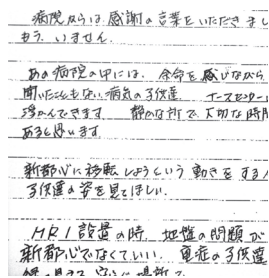 病院からは感謝の言葉をいただきまし
もう いません
あの病院の中には、余命を感じながら
聞いたこともない病気の子供達 ナースセンター
浮かんできます 静かな所で大切な時間
あると思います
新都心に移転しようという動きをする人
子供達の姿を見てほしい.
MRI設置の時、地盤の問題が
新都心でなくていい. 重症の子供達